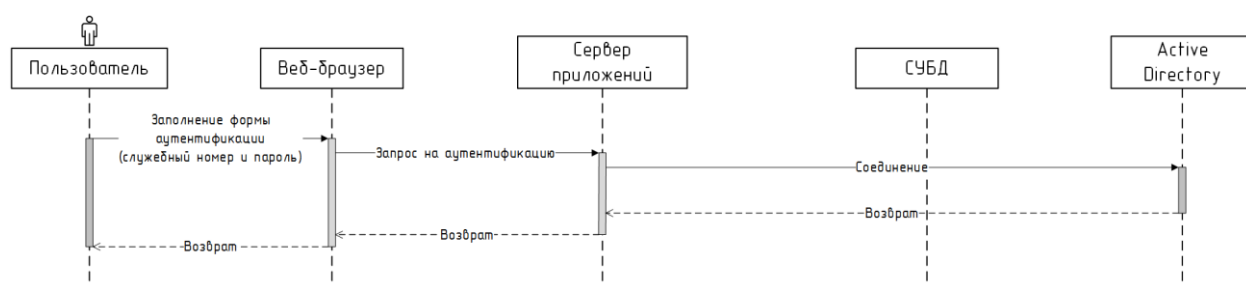 Пользователь
Веб-браузер
Сервер
приложений
СУБД
Active
Directory
Заполнение формы
аутентификации
(служебный номер и пароль)
Запрос на аутентификацию
Соединение
Возврат
Возврат
Возврат